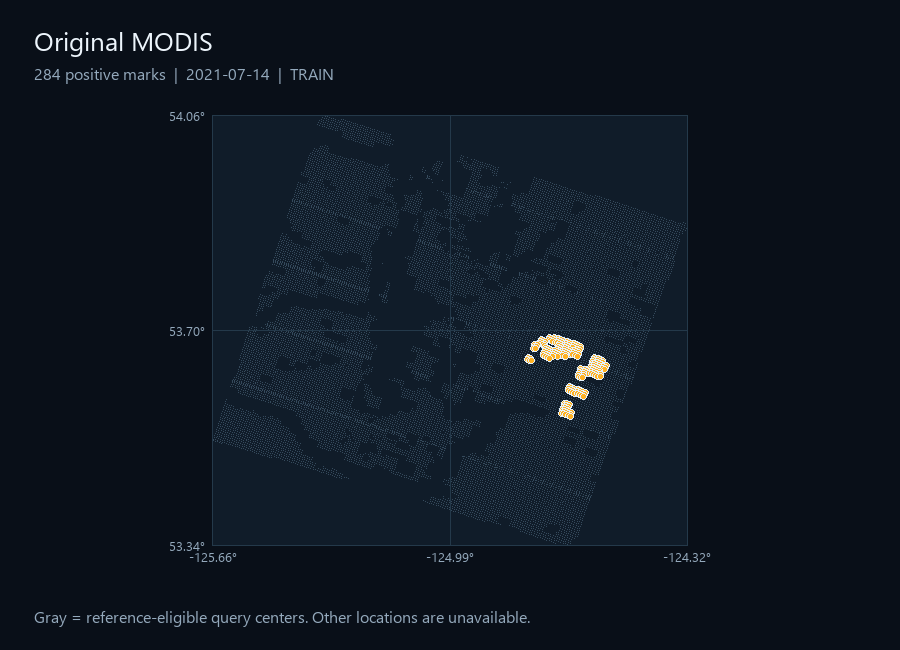 Original MODIS
284 positive marks | 2021-07-14 | TRAIN
54.06°
53.70°
53.34°
-125.66°
-124.99°
-124.32°
Gray = reference-eligible query centers. Other locations are unavailable.